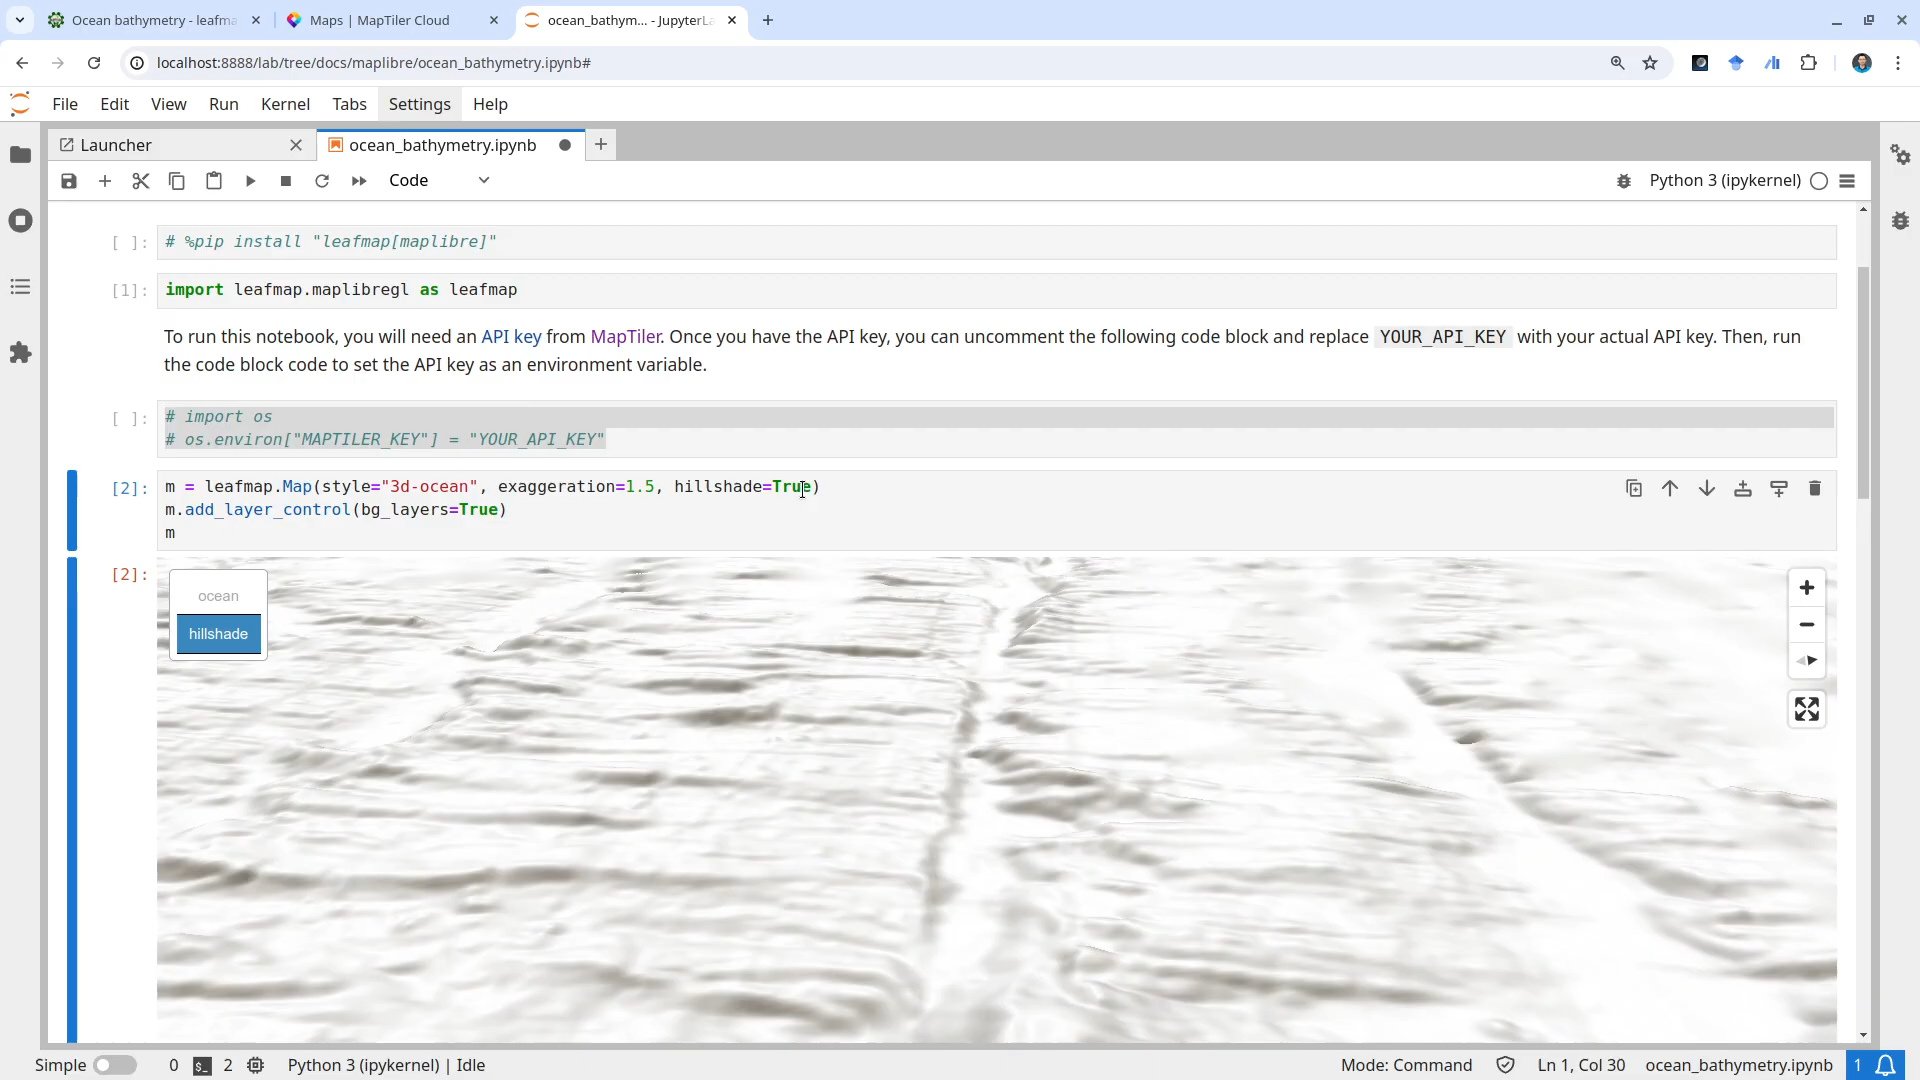 Ocean bathymetry - leafma
Maps | MapTiler Cloud
ocean_bathym... - JupyterLa
localhost:8888/lab/tree/docs/maplibre/ocean_bathymetry.ipynb#
File Edit View Run Kernel Tabs Settings Help
Launcher
ocean_bathymetry.ipynb
Code
Python 3 (ipykernel)
[ ]: # %pip install "leafmap[maplibre]"
[1]: import leafmap.maplibregl as leafmap
To run this notebook, you will need an API key from MapTiler. Once you have the API key, you can uncomment the following code block and replace YOUR_API_KEY with your actual API key. Then, run
the code block code to set the API key as an environment variable.
[ ]: # import os
# os.environ["MAPTILER_KEY"] = "YOUR_API_KEY"
[2]: m = leafmap.Map(style="3d-ocean", exaggeration=1.5, hillshade=True)
m.add_layer_control(bg_layers=True)
m
[2]:
ocean
hillshade
Simple 0 2 Python 3 (ipykernel) | Idle Mode: Command Ln 1, Col 30 ocean_bathymetry.ipynb 1